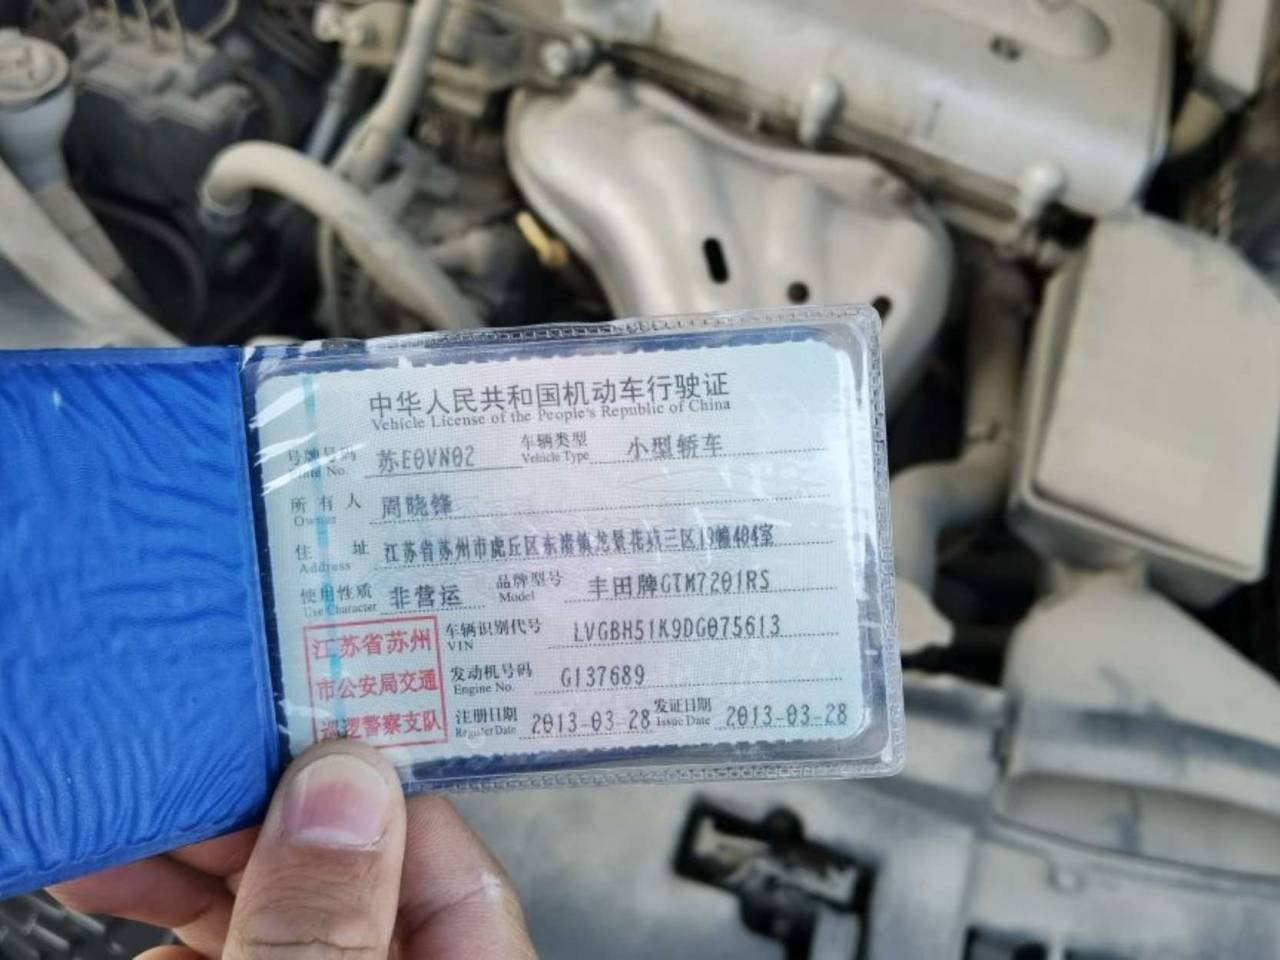 中华人民共和国机动车行驶证
Vehicle License of the People's Republic of China
号牌号码 苏E0VN02 车辆类型 小型轿车
Plate No. Vehicle Type
所有人 周晓锋
Owner
住址 江苏省苏州市虎丘区东渚镇龙景花苑三区19幢404室
Address
使用性质 非营运 品牌型号 丰田牌GTM7201RS
Use Character Model
江苏省苏州
市公安局交通
巡逻警察支队
车辆识别代号 LVGBH51K9DG075613
VIN
发动机号码 G137689
Engine No.
注册日期 2013-03-28 发证日期 2013-03-28
Register Date Issue Date